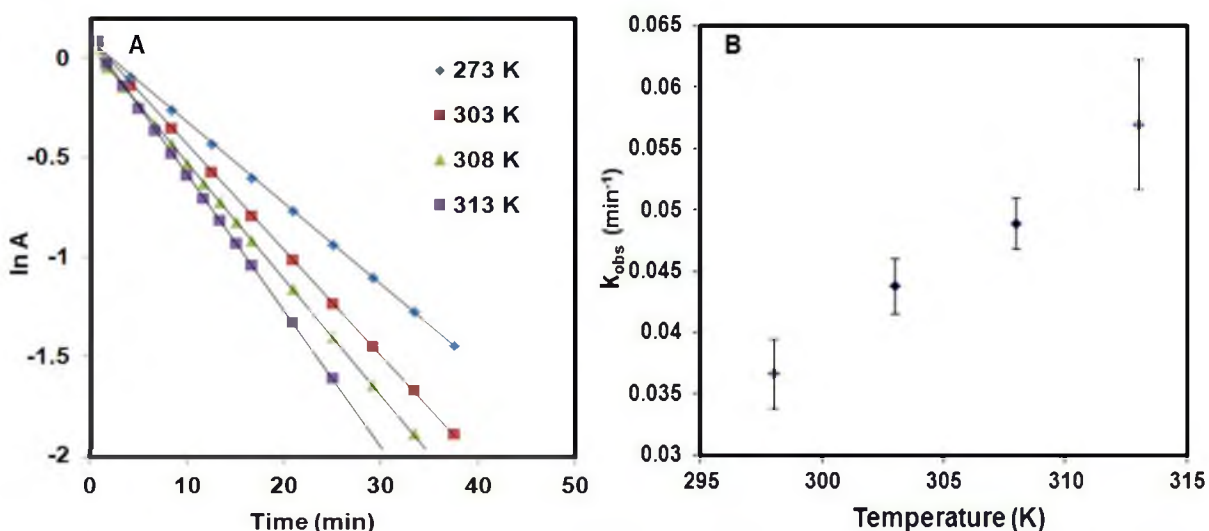 A
ln A
0
-0.5
-1
-1.5
-2
273 K
303 K
308 K
313 K
0 10 20 30 40 50
Time (min)
B
kobs (min-1)
0.065
0.06
0.055
0.05
0.045
0.04
0.035
0.03
295 300 305 310 315
Temperature (K)